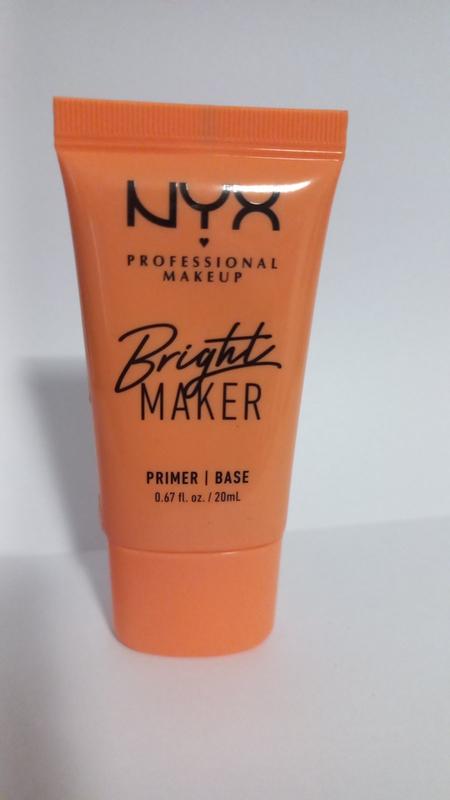 NYX
PROFESSIONAL
MAKEUP
Bright
MAKER
PRIMER | BASE
0.67 fl. oz. / 20mL